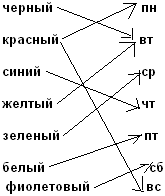 черный пн
красный вт
синий ср
желтый чт
зеленый пт
белый сб
фиолетовый вс